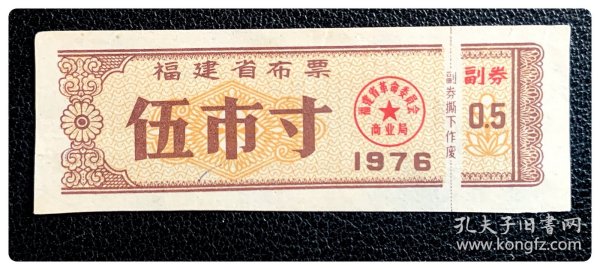 福建省布票
伍市寸
福建省革命委员会
商业局
1976
副券撕下作废
副券
0.5
孔夫子旧书网
www.kongfz.com